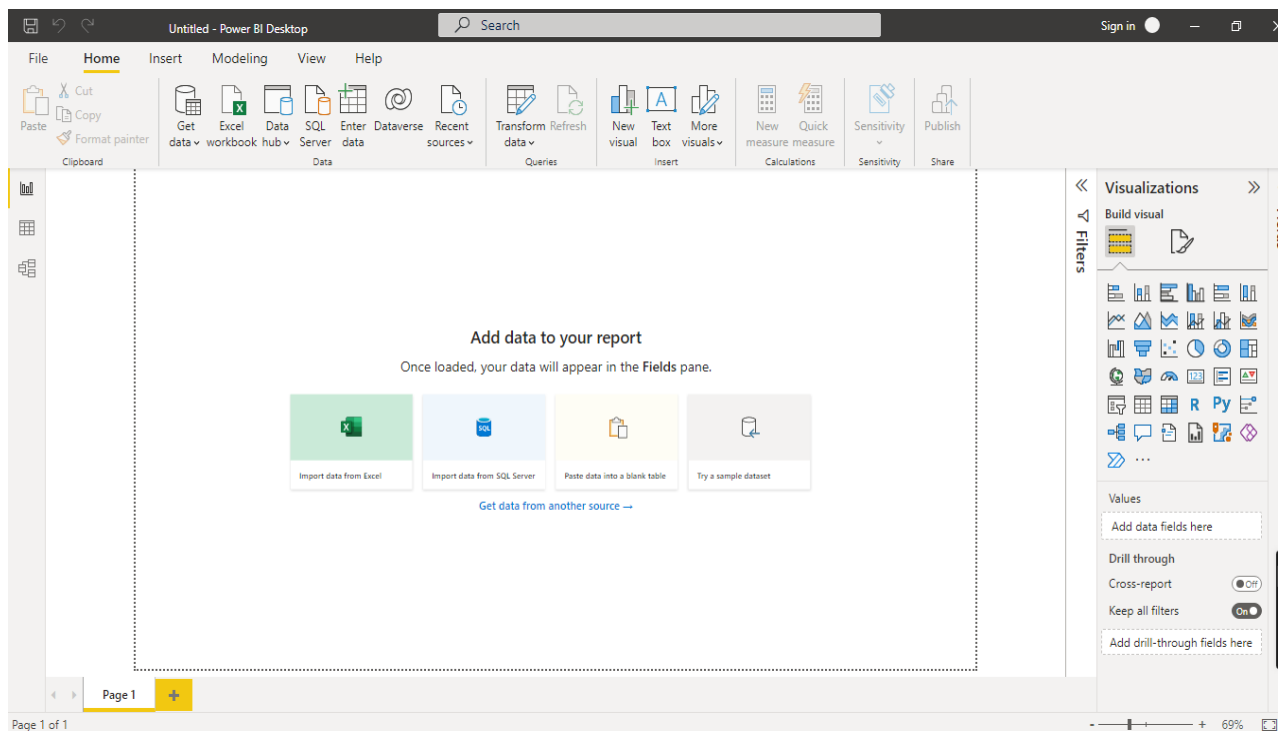 Untitled - Power BI Desktop
Search
Sign in
File Home Insert Modeling View Help
Paste
Cut
Copy
Format painter
Clipboard
Get data
Excel workbook
Data hub
SQL Server
Enter data
Dataverse
Recent sources
Data
Transform data
Refresh
Queries
New visual
Text box
More visuals
Insert
New measure
Quick measure
Calculations
Sensitivity
Sensitivity
Publish
Share
Add data to your report
Once loaded, your data will appear in the Fields pane.
SQL
Import data from Excel
Import data from SQL Server
Paste data into a blank table
Try a sample dataset
Get data from another source →
Filters
Visualizations
Build visual
123
R Py
Values
Add data fields here
Drill through
Cross-report
Off
Keep all filters
On
Add drill-through fields here
Page 1
Page 1 of 1
69%